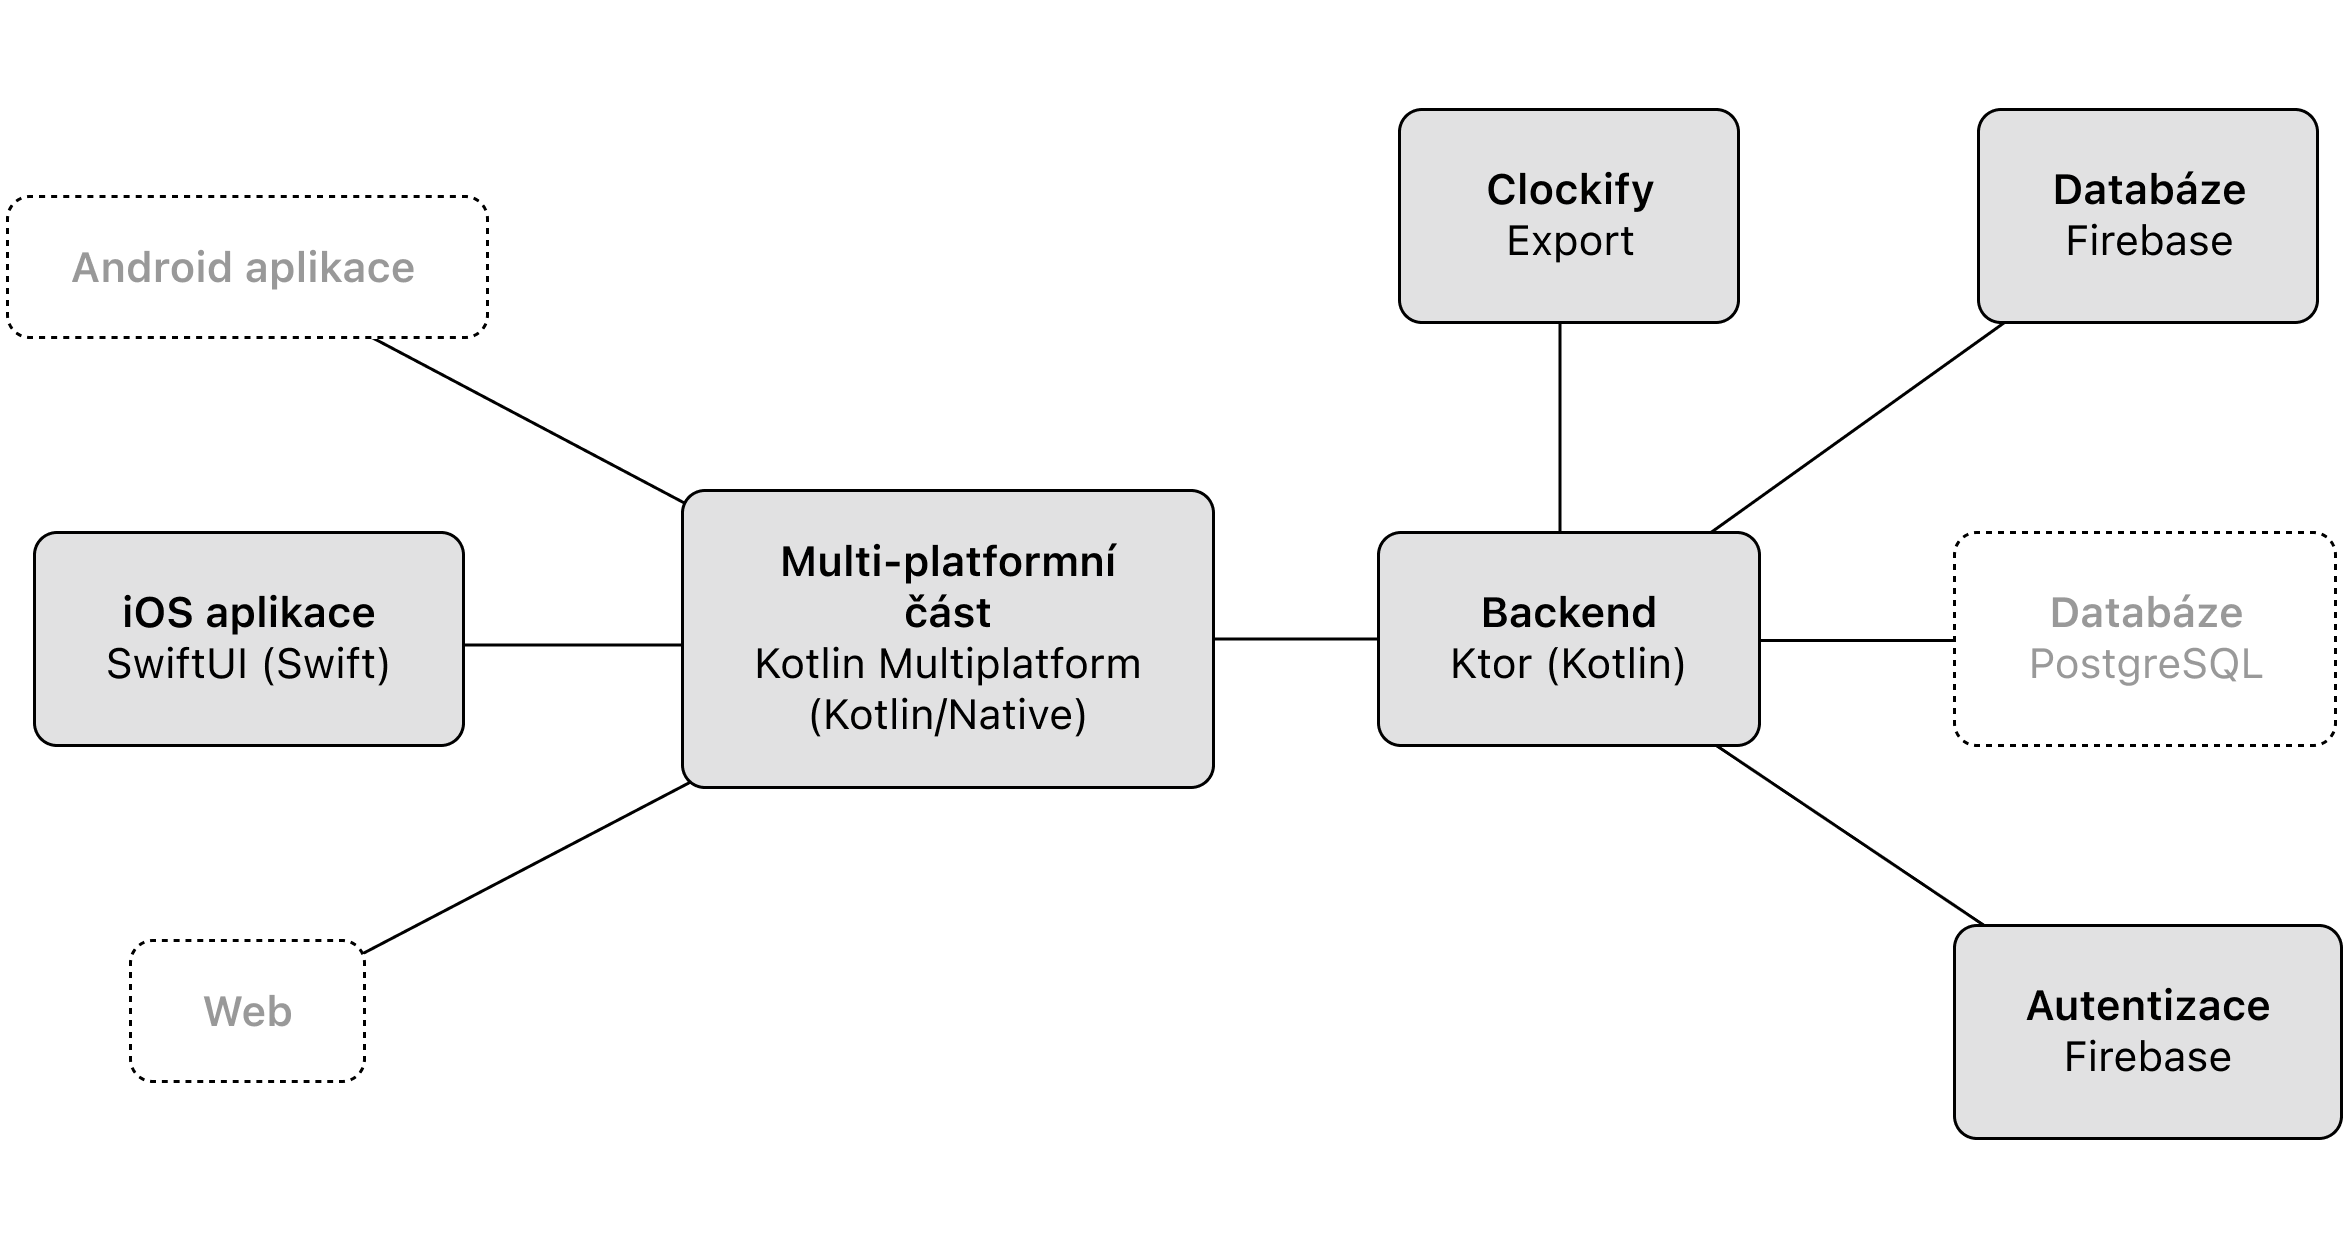 Clockify
Export
Databáze
Firebase
Android aplikace
Multi-platformní
část
Kotlin Multiplatform
(Kotlin/Native)
iOS aplikace
SwiftUI (Swift)
Backend
Ktor (Kotlin)
Databáze
PostgreSQL
Web
Autentizace
Firebase